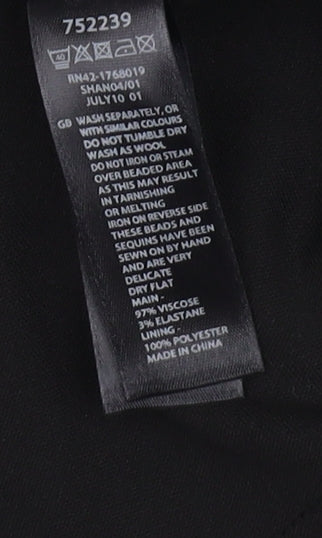 752239
40
RN42-1768019
SHAN04/01
JULY10 01
GB WASH SEPARATELY, OR
WITH SIMILAR COLOURS
DO NOT TUMBLE DRY
WASH AS WOOL
DO NOT IRON OR STEAM
OVER BEADED AREA
AS THIS MAY RESULT
IN TARNISHING
OR MELTING
IRON ON REVERSE SIDE
THESE BEADS AND
SEQUINS HAVE BEEN
SEWN ON BY HAND
AND ARE VERY
DELICATE
DRY FLAT
MAIN -
97% VISCOSE
3% ELASTANE
LINING -
100% POLYESTER
MADE IN CHINA